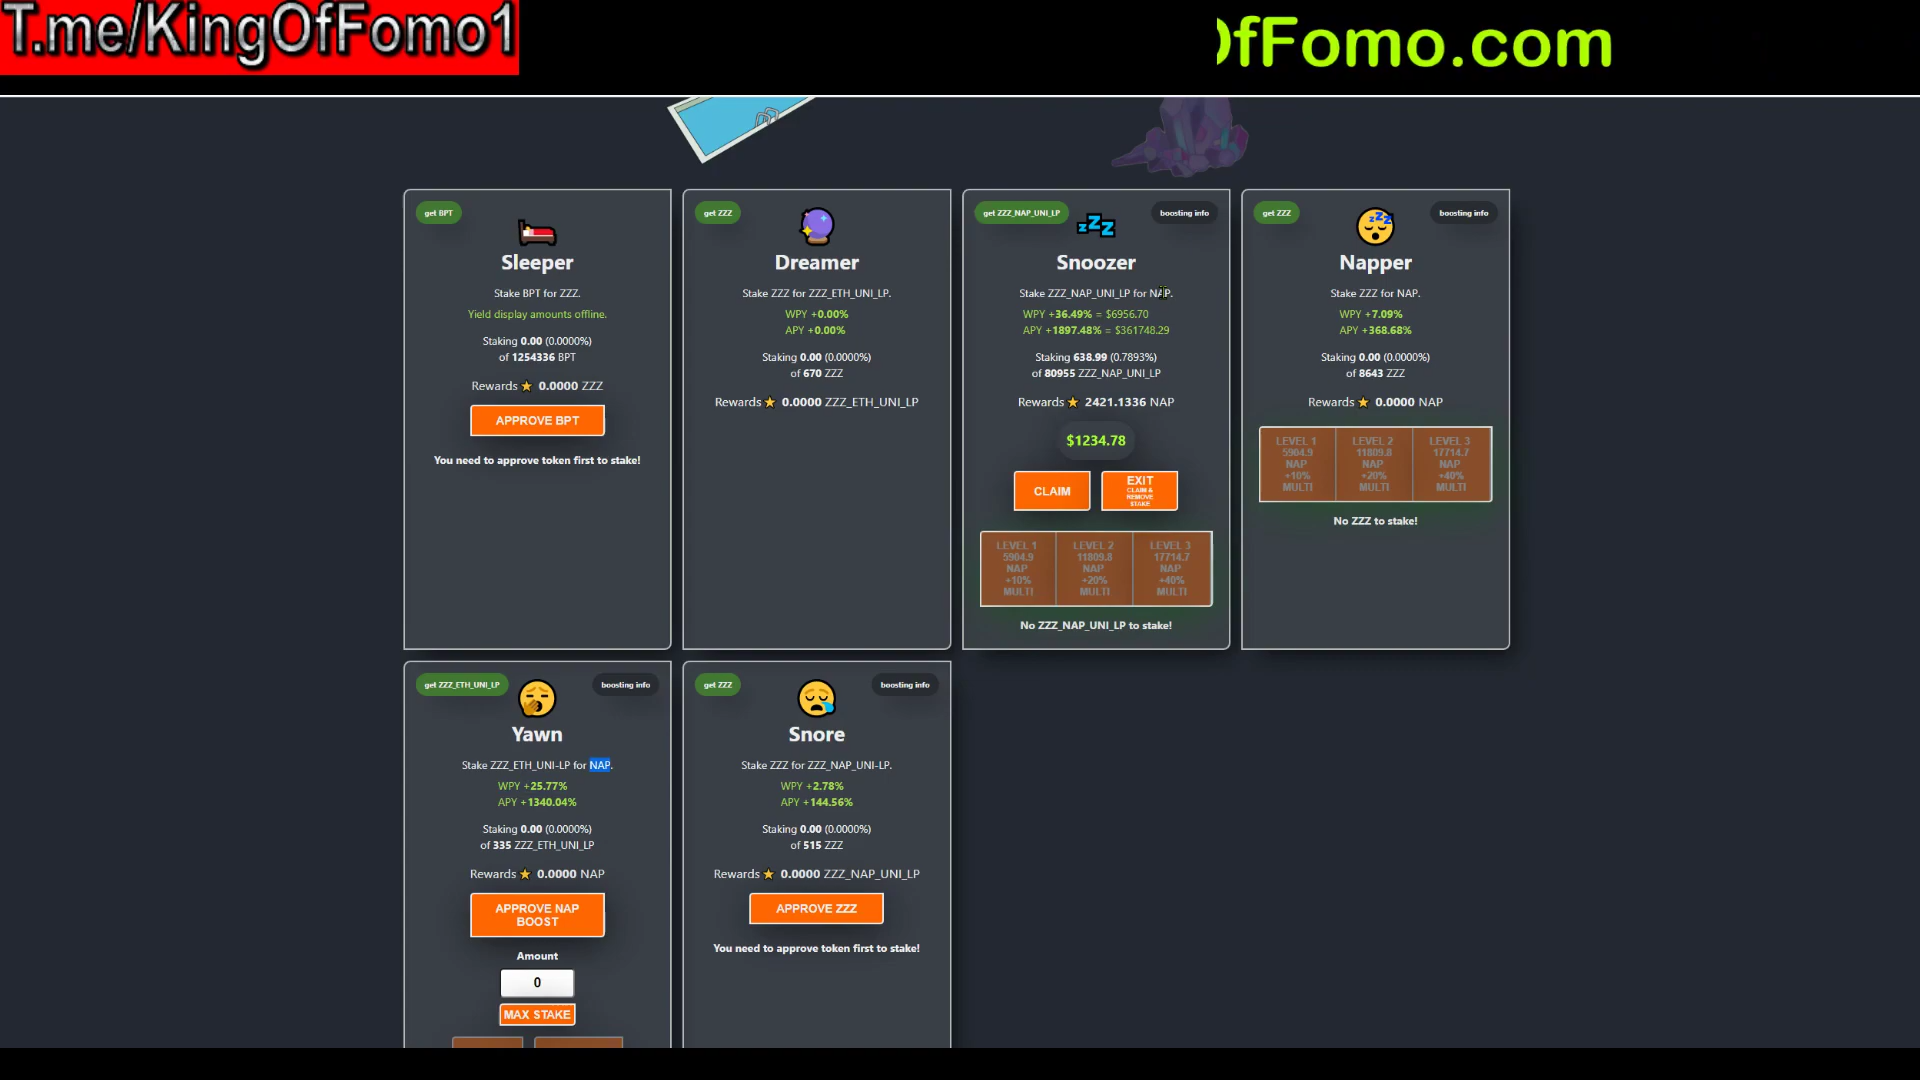 T.me/KingOfFomo1
OfFomo.com
get BPT
Sleeper
Stake BPT for ZZZ.
Yield display amounts offline.
Staking 0.00 (0.0000%)
of 1254336 BPT
Rewards 0.0000 ZZZ
APPROVE BPT
You need to approve token first to stake!
get ZZZ
Dreamer
Stake ZZZ for ZZZ_ETH_UNI_LP.
WPY +0.00%
APY +0.00%
Staking 0.00 (0.0000%)
of 670 ZZZ
Rewards 0.0000 ZZZ_ETH_UNI_LP
get ZZZ_NAP_UNI_LP
zZZ
boosting info
Snoozer
Stake ZZZ_NAP_UNI_LP for NAP.
WPY +36.49% = $6956.70
APY +1897.48% = $361748.29
Staking 638.99 (0.7893%)
of 80955 ZZZ_NAP_UNI_LP
Rewards 2421.1336 NAP
$1234.78
CLAIM
EXIT
CLAIM &
REMOVE
STAKE
LEVEL 1
5904.9
NAP
+10%
MULTI
LEVEL 2
11809.8
NAP
+20%
MULTI
LEVEL 3
17714.7
NAP
+40%
MULTI
No ZZZ_NAP_UNI_LP to stake!
get ZZZ
zZZ
boosting info
Napper
Stake ZZZ for NAP.
WPY +7.09%
APY +368.68%
Staking 0.00 (0.0000%)
of 8643 ZZZ
Rewards 0.0000 NAP
LEVEL 1
5904.9
NAP
+10%
MULTI
LEVEL 2
11809.8
NAP
+20%
MULTI
LEVEL 3
17714.7
NAP
+40%
MULTI
No ZZZ to stake!
get ZZZ_ETH_UNI_LP
boosting info
Yawn
Stake ZZZ_ETH_UNI-LP for NAP.
WPY +25.77%
APY +1340.04%
Staking 0.00 (0.0000%)
of 335 ZZZ_ETH_UNI_LP
Rewards 0.0000 NAP
APPROVE NAP
BOOST
Amount
0
MAX STAKE
get ZZZ
boosting info
Snore
Stake ZZZ for ZZZ_NAP_UNI-LP.
WPY +2.78%
APY +144.56%
Staking 0.00 (0.0000%)
of 515 ZZZ
Rewards 0.0000 ZZZ_NAP_UNI_LP
APPROVE ZZZ
You need to approve token first to stake!